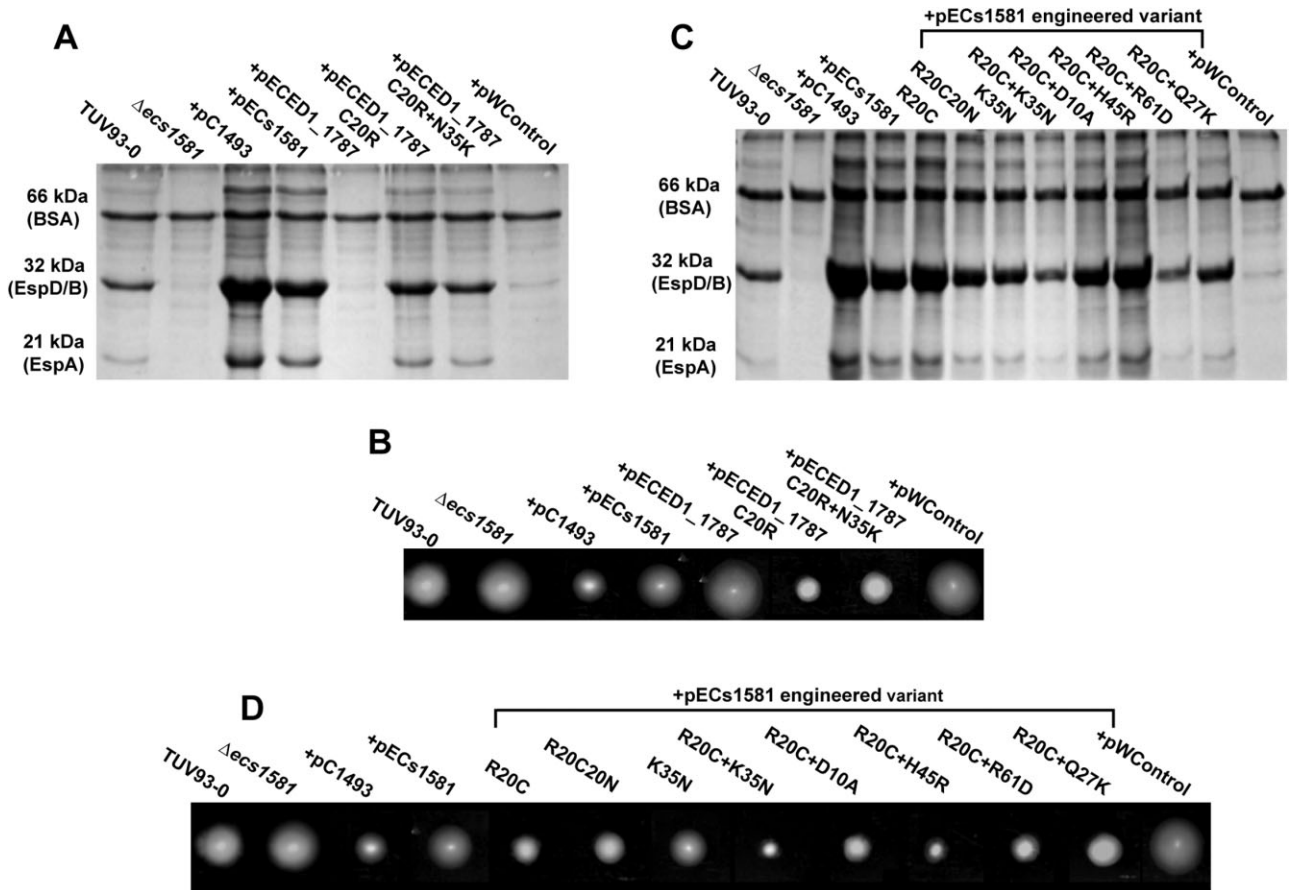 A
TUV93-0
Δecs1581
+pC1493
+pECs1581
+pECED1_1787
+pECED1_1787
C20R
+pECED1_1787
C20R+N35K
+pWControl
66 kDa
(BSA)
32 kDa
(EspD/B)
21 kDa
(EspA)
C
+pECs1581 engineered variant
TUV93-0
Δecs1581
+pC1493
+pECs1581
R20C
R20C20N
K35N
R20C+K35N
R20C+D10A
R20C+H45R
R20C+R61D
R20C+Q27K
+pWControl
66 kDa
(BSA)
32 kDa
(EspD/B)
21 kDa
(EspA)
B
TUV93-0
Δecs1581
+pC1493
+pECs1581
+pECED1_1787
+pECED1_1787
C20R
+pECED1_1787
C20R+N35K
+pWControl
D
+pECs1581 engineered variant
TUV93-0
Δecs1581
+pC1493
+pECs1581
R20C
R20C20N
K35N
R20C+K35N
R20C+D10A
R20C+H45R
R20C+R61D
R20C+Q27K
+pWControl